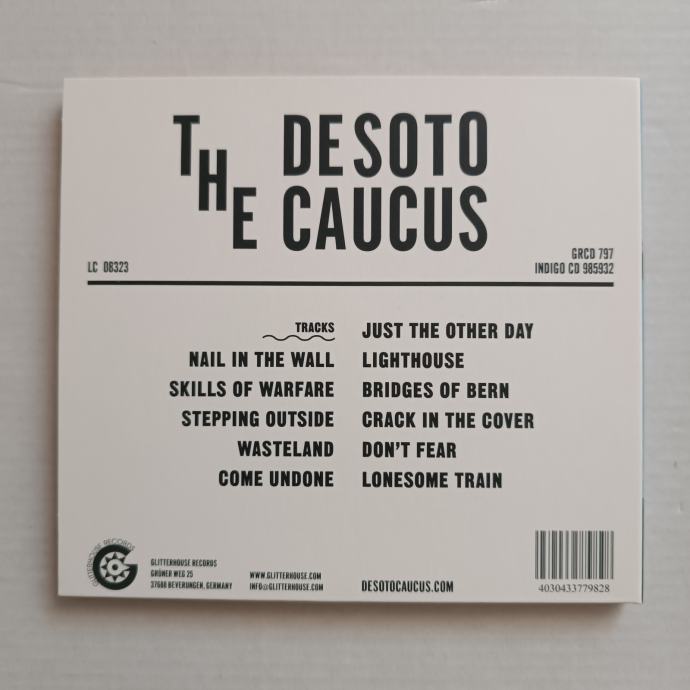 THE DESOTO
CAUCUS
LC 08323
GRCD 797
INDIGO CD 985932
TRACKS
NAIL IN THE WALL
SKILLS OF WARFARE
STEPPING OUTSIDE
WASTELAND
COME UNDONE
JUST THE OTHER DAY
LIGHTHOUSE
BRIDGES OF BERN
CRACK IN THE COVER
DON'T FEAR
LONESOME TRAIN
GLITTERHOUSE RECORDS
GLITTERHOUSE RECORDS
GRÜNER WEG 25
37688 BEVERUNGEN, GERMANY
WWW.GLITTERHOUSE.COM
INFO@GLITTERHOUSE.COM
DESOTOCAUCUS.COM
4030433779828